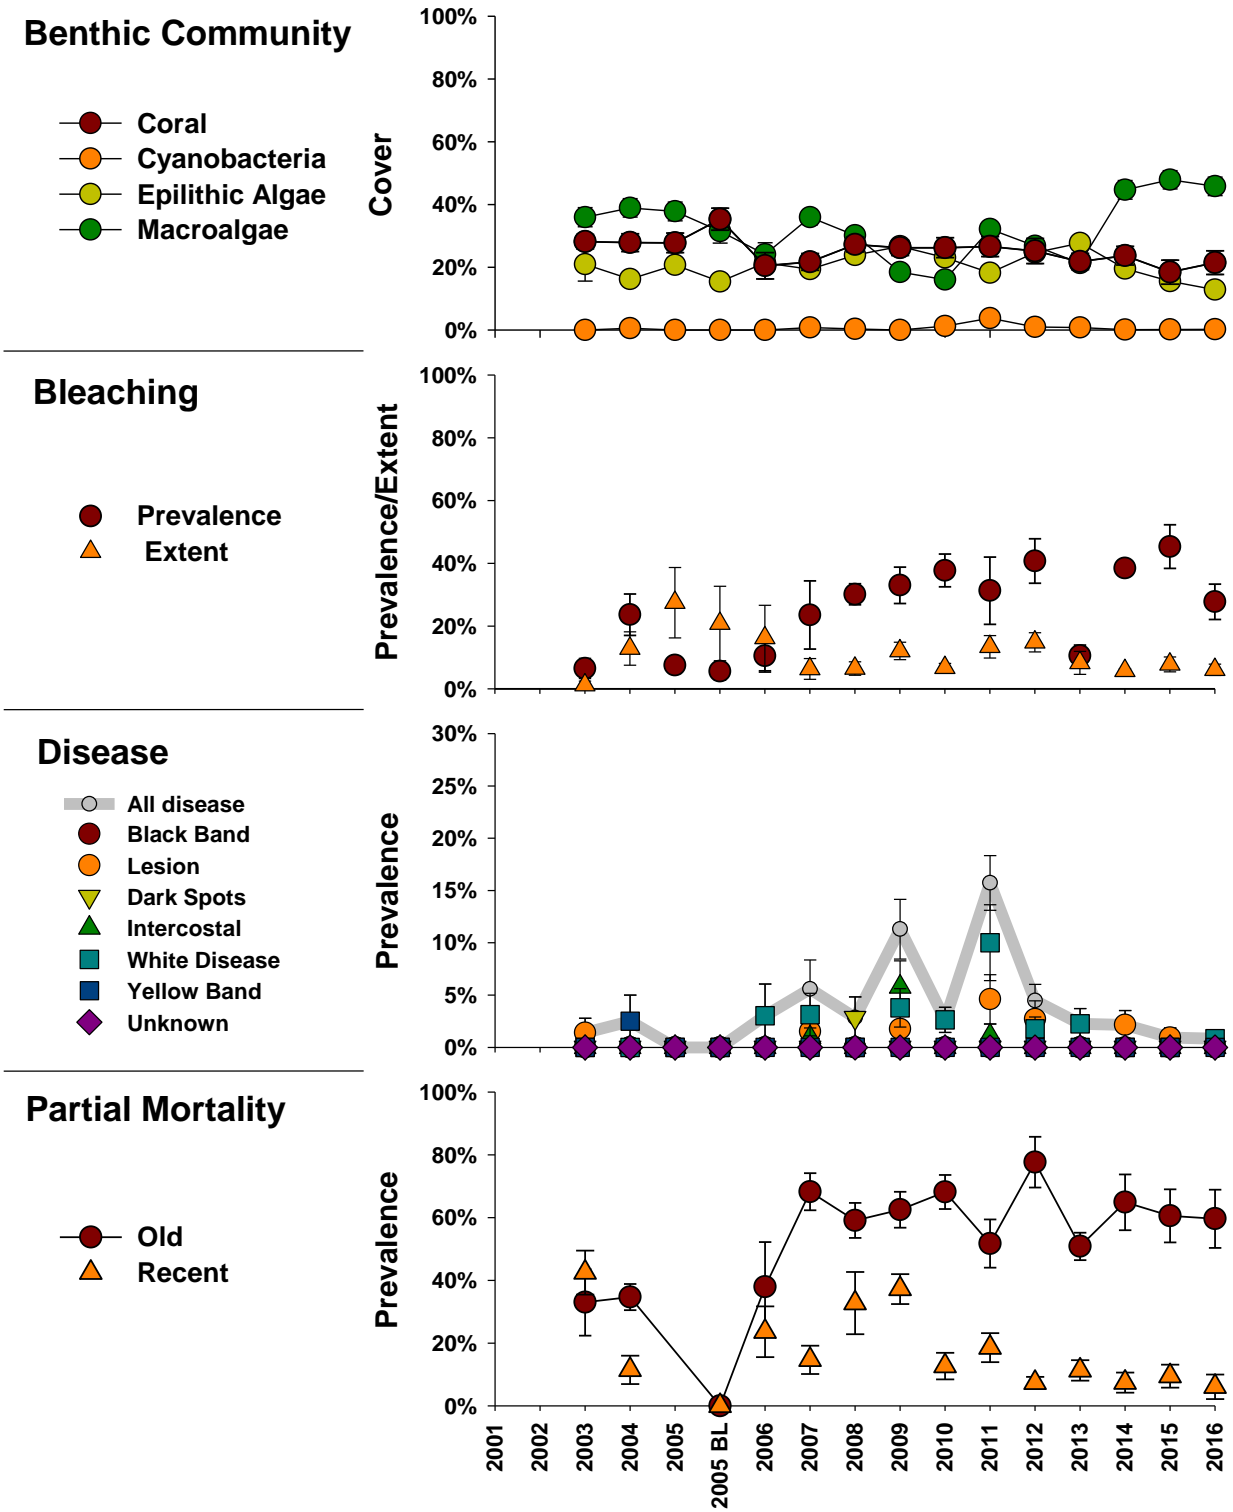 Benthic Community
Coral
Cyanobacteria
Epilithic Algae
Macroalgae
Cover
100%
80%
60%
40%
20%
0%
Bleaching
Prevalence
Extent
Prevalence/Extent
100%
80%
60%
40%
20%
0%
Disease
All disease
Black Band
Lesion
Dark Spots
Intercostal
White Disease
Yellow Band
Unknown
Prevalence
30%
25%
20%
15%
10%
5%
0%
Partial Mortality
Old
Recent
Prevalence
100%
80%
60%
40%
20%
0%
2001
2002
2003
2004
2005
2005 BL
2006
2007
2008
2009
2010
2011
2012
2013
2014
2015
2016